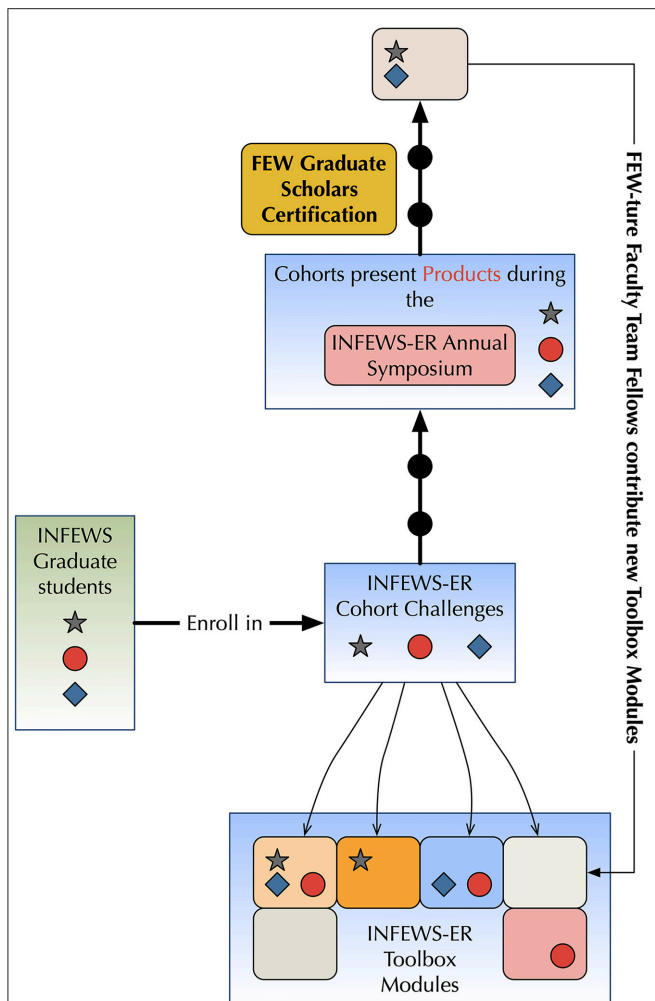 FEW Graduate
Scholars
Certification
Cohorts present Products during
the
INFEWS-ER Annual
Symposium
FEW-ture Faculty Team Fellows contribute new Toolbox Modules
INFEWS
Graduate
students
Enroll in
INFEWS-ER
Cohort Challenges
INFEWS-ER
Toolbox
Modules